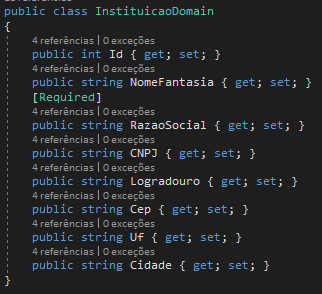 public class InstituicaoDomain
{
4 referências | 0 exceções
public int Id { get; set; }
4 referências | 0 exceções
public string NomeFantasia { get; set; }
[Required]
4 referências | 0 exceções
public string RazaoSocial { get; set; }
4 referências | 0 exceções
public string CNPJ { get; set; }
4 referências | 0 exceções
public string Logradouro { get; set; }
4 referências | 0 exceções
public string Cep { get; set; }
4 referências | 0 exceções
public string Uf { get; set; }
4 referências | 0 exceções
public string Cidade { get; set; }
}